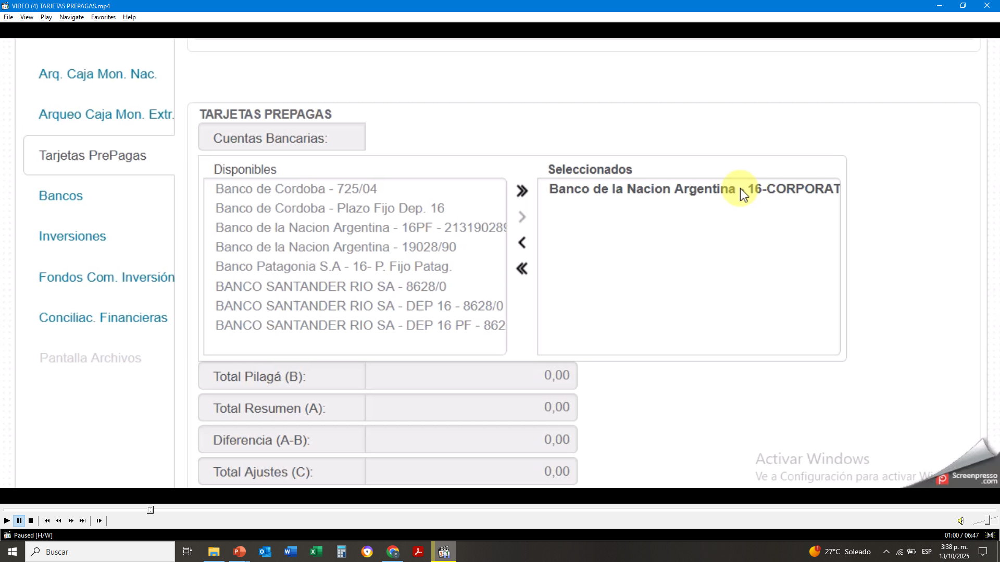 VIDEO (4) TARJETAS PREPAGAS.mp4
File View Play Navigate Favorites Help
Arq. Caja Mon. Nac.
Arqueo Caja Mon. Extr.
Tarjetas PrePagas
Bancos
Inversiones
Fondos Com. Inversión
Conciliac. Financieras
Pantalla Archivos
TARJETAS PREPAGAS
Cuentas Bancarias:
Disponibles
Banco de Cordoba - 725/04
Banco de Cordoba - Plazo Fijo Dep. 16
Banco de la Nacion Argentina - 16PF - 213190289
Banco de la Nacion Argentina - 19028/90
Banco Patagonia S.A - 16- P. Fijo Patag.
BANCO SANTANDER RIO SA - 8628/0
BANCO SANTANDER RIO SA - DEP 16 - 8628/0
BANCO SANTANDER RIO SA - DEP 16 PF - 862
Seleccionados
Banco de la Nacion Argentina - 16-CORPORAT
Total Pilagá (B): 0,00
Total Resumen (A): 0,00
Diferencia (A-B): 0,00
Total Ajustes (C): 0,00
Activar Windows
Ve a Configuración para activar
Screenpresso
.com
Paused [H/W]
01:00 / 06:47
Buscar
27°C Soleado
ESP
3:38 p. m.
13/10/2025